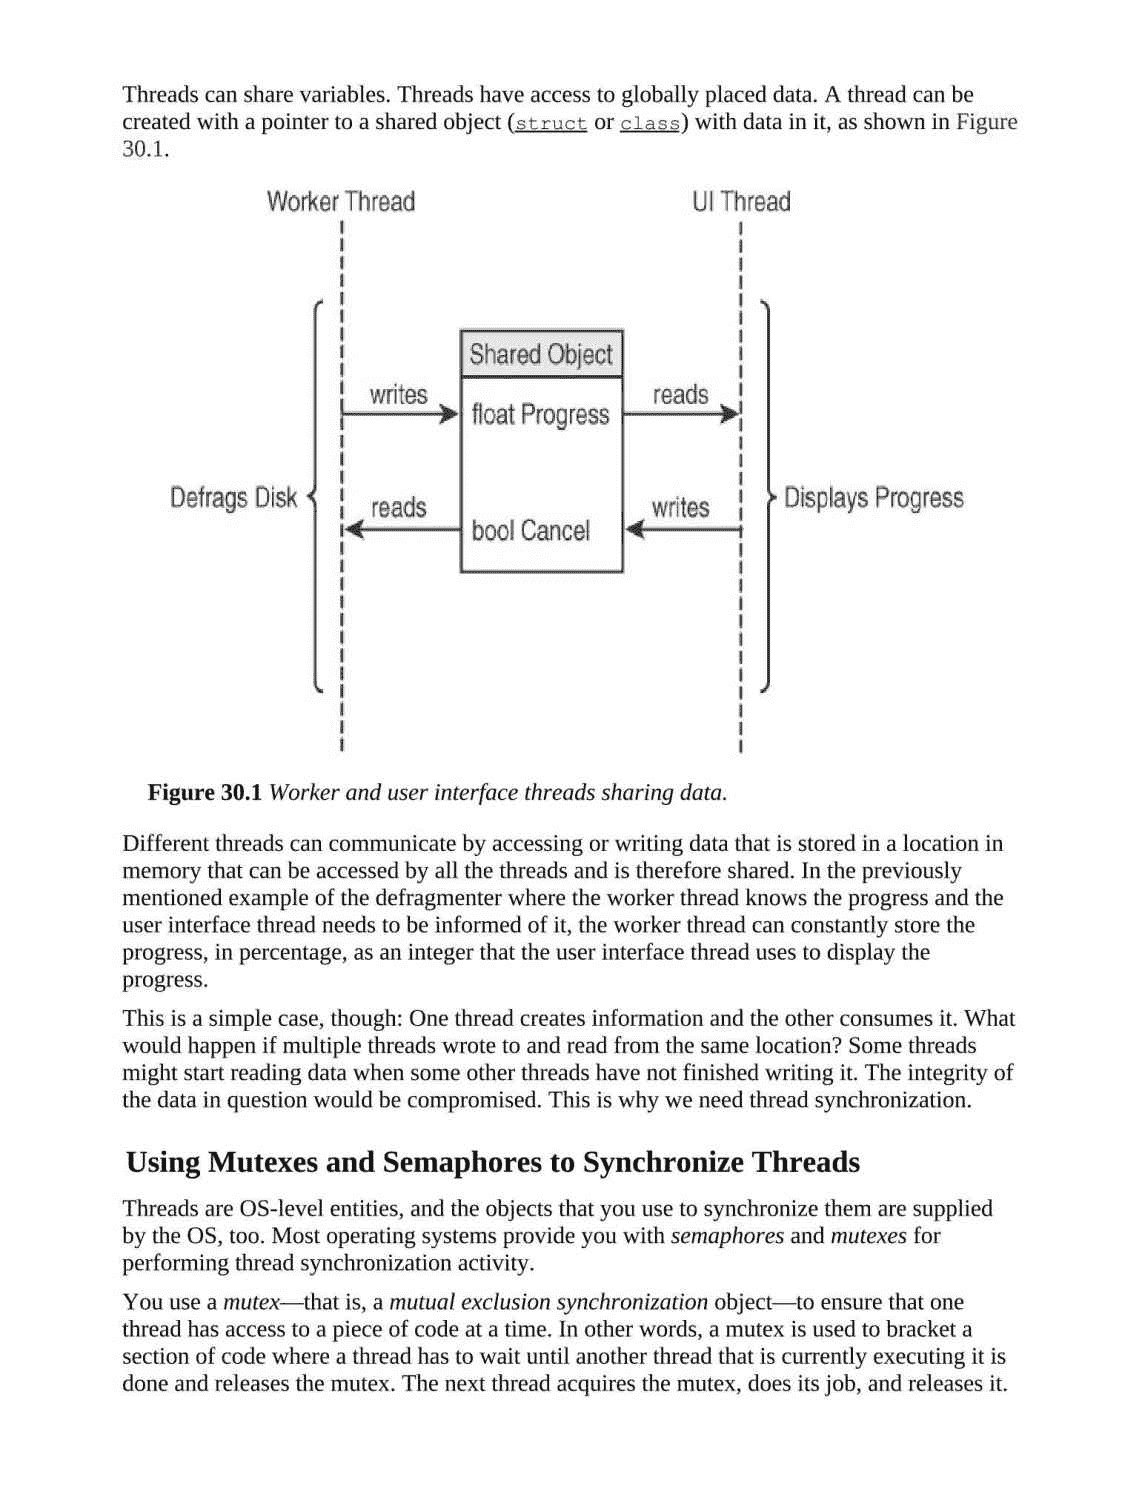 Threads can share variables. Threads have access to globally placed data. A thread can be
created with a pointer to a shared object (struct or class) with data in it, as shown in Figure
30.1.
Worker Thread
UI Thread
Shared Object
writes
float Progress
reads
Defrags Disk
Displays Progress
reads
bool Cancel
writes
Figure 30.1 Worker and user interface threads sharing data.
Different threads can communicate by accessing or writing data that is stored in a location in
memory that can be accessed by all the threads and is therefore shared. In the previously
mentioned example of the defragmenter where the worker thread knows the progress and the
user interface thread needs to be informed of it, the worker thread can constantly store the
progress, in percentage, as an integer that the user interface thread uses to display the
progress.
This is a simple case, though: One thread creates information and the other consumes it. What
would happen if multiple threads wrote to and read from the same location? Some threads
might start reading data when some other threads have not finished writing it. The integrity of
the data in question would be compromised. This is why we need thread synchronization.
Using Mutexes and Semaphores to Synchronize Threads
Threads are OS-level entities, and the objects that you use to synchronize them are supplied
by the OS, too. Most operating systems provide you with semaphores and mutexes for
performing thread synchronization activity.
You use a mutex—that is, a mutual exclusion synchronization object—to ensure that one
thread has access to a piece of code at a time. In other words, a mutex is used to bracket a
section of code where a thread has to wait until another thread that is currently executing it is
done and releases the mutex. The next thread acquires the mutex, does its job, and releases it.